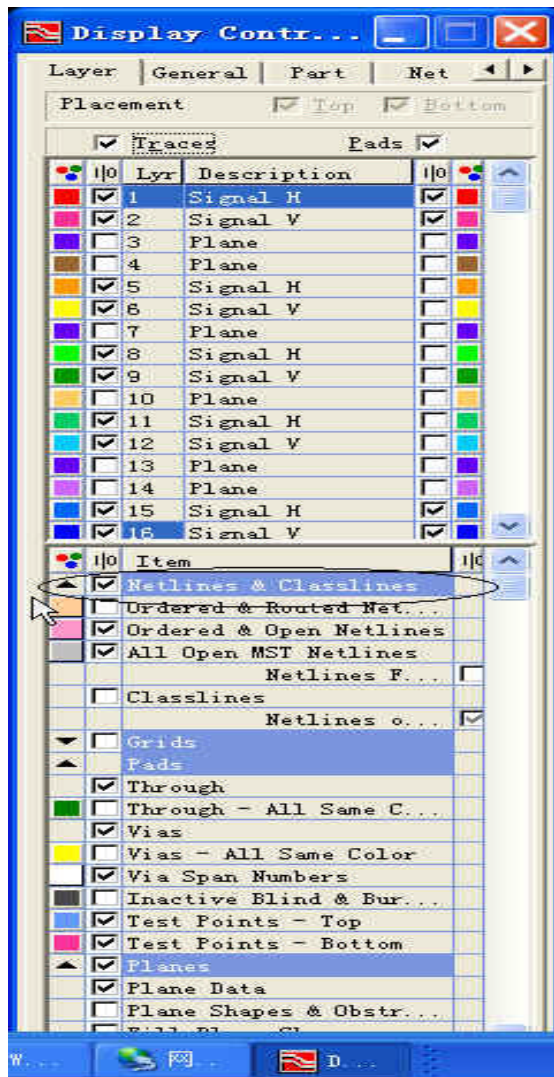 Display Contr...
Layer General Part Net
Placement Top Bottom
Traces Pads
I|O Lyr Description I|O
1 Signal H
2 Signal V
3 Plane
4 Plane
5 Signal H
6 Signal V
7 Plane
8 Signal H
9 Signal V
10 Plane
11 Signal H
12 Signal V
13 Plane
14 Plane
15 Signal H
16 Signal V
I|O Item
Netlines & Classlines
Ordered & Routed Net...
Ordered & Open Netlines
All Open MST Netlines
Netlines F...
Classlines
Netlines o...
Grids
Pads
Through
Through - All Same C...
Vias
Vias - All Same Color
Via Span Numbers
Inactive Blind & Bur...
Test Points - Top
Test Points - Bottom
Planes
Plane Data
Plane Shapes & Obstr...
W... 网... D...